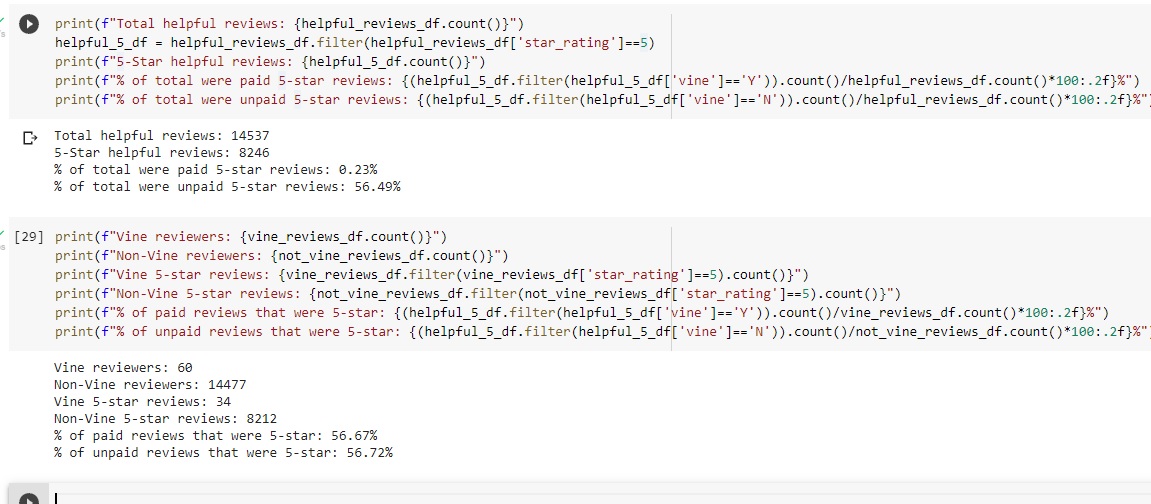 print(f"Total helpful reviews: {helpful_reviews_df.count()}")
helpful_5_df = helpful_reviews_df.filter(helpful_reviews_df['star_rating']==5)
print(f"5-Star helpful reviews: {helpful_5_df.count()}")
print(f"% of total were paid 5-star reviews: {(helpful_5_df.filter(helpful_5_df['vine']=='Y')).count()/helpful_reviews_df.count()*100:.2f}%")
print(f"% of total were unpaid 5-star reviews: {(helpful_5_df.filter(helpful_5_df['vine']=='N')).count()/helpful_reviews_df.count()*100:.2f}%")
Total helpful reviews: 14537
5-Star helpful reviews: 8246
% of total were paid 5-star reviews: 0.23%
% of total were unpaid 5-star reviews: 56.49%
[29] print(f"Vine reviewers: {vine_reviews_df.count()}")
print(f"Non-Vine reviewers: {not_vine_reviews_df.count()}")
print(f"Vine 5-star reviews: {vine_reviews_df.filter(vine_reviews_df['star_rating']==5).count()}")
print(f"Non-Vine 5-star reviews: {not_vine_reviews_df.filter(not_vine_reviews_df['star_rating']==5).count()}")
print(f"% of paid reviews that were 5-star: {(helpful_5_df.filter(helpful_5_df['vine']=='Y')).count()/vine_reviews_df.count()*100:.2f}%")
print(f"% of unpaid reviews that were 5-star: {(helpful_5_df.filter(helpful_5_df['vine']=='N')).count()/not_vine_reviews_df.count()*100:.2f}%")
Vine reviewers: 60
Non-Vine reviewers: 14477
Vine 5-star reviews: 34
Non-Vine 5-star reviews: 8212
% of paid reviews that were 5-star: 56.67%
% of unpaid reviews that were 5-star: 56.72%